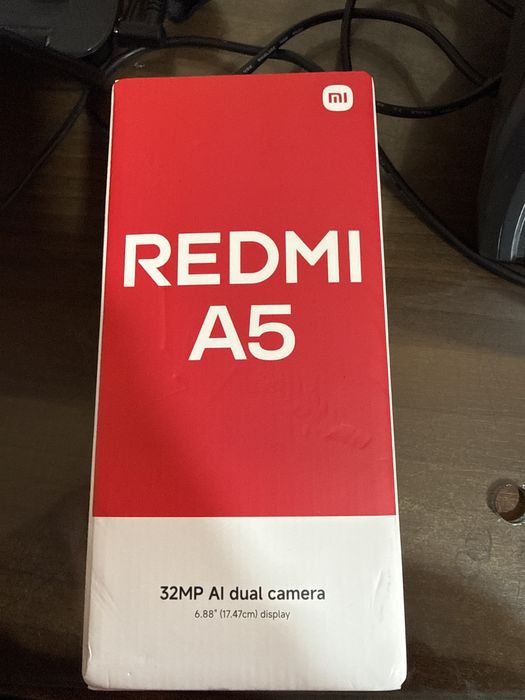 mi
REDMI
A5
32MP AI dual camera
6.88" (17.47cm) display